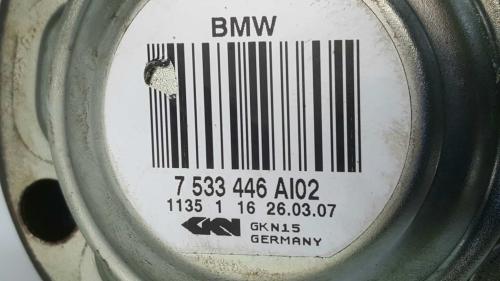 BMW
7 533 446 AI02
1135 1 16 26.03.07
GKN GKN15
GERMANY